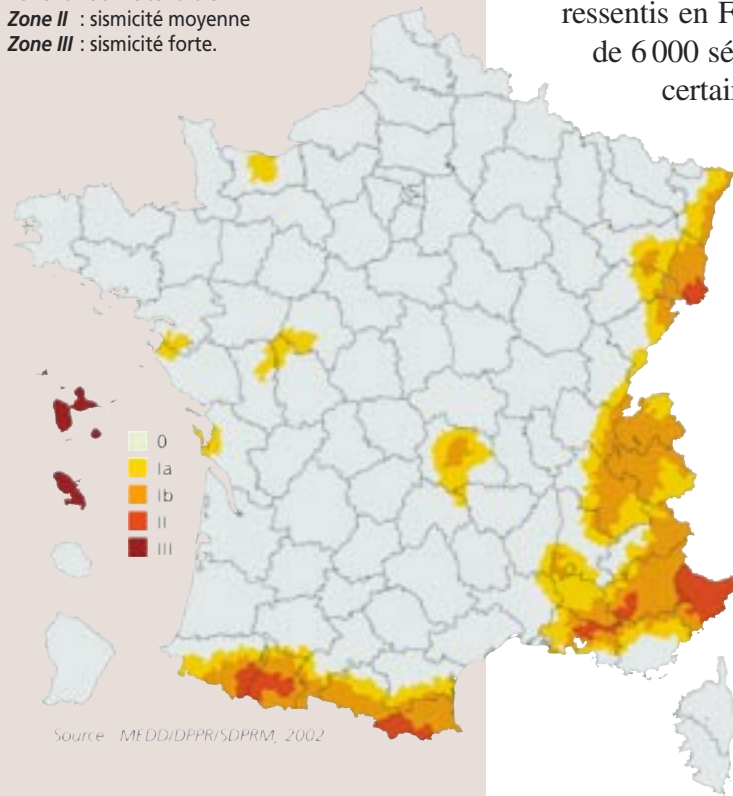 Zone II : sismicité moyenne
Zone III : sismicité forte.
ressentis en F
de 6 000 sé
certain
0
Ia
Ib
II
III
Source MEDD/DPPR/SDPRM, 2002